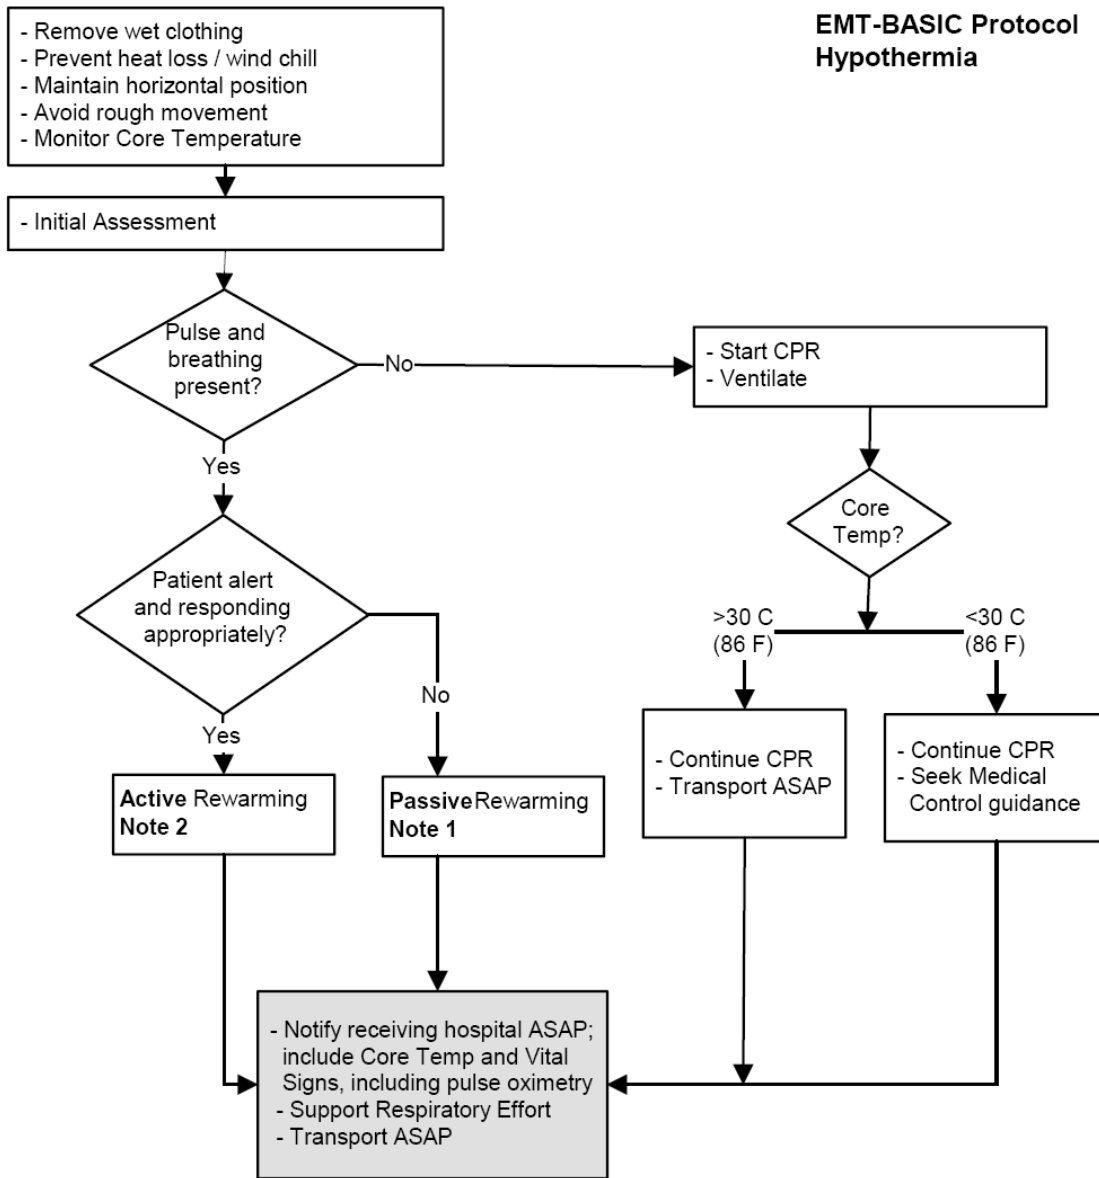 EMT-BASIC Protocol
Hypothermia
- Remove wet clothing
- Prevent heat loss / wind chill
- Maintain horizontal position
- Avoid rough movement
- Monitor Core Temperature
- Initial Assessment
Pulse and
breathing
present?
No
- Start CPR
- Ventilate
Yes
Core
Temp?
Patient alert
and responding
appropriately?
>30 C
(86 F)
<30 C
(86 F)
No
Yes
- Continue CPR
- Transport ASAP
- Continue CPR
- Seek Medical
Control guidance
Active Rewarming
Note 2
Passive Rewarming
Note 1
- Notify receiving hospital ASAP;
include Core Temp and Vital
Signs, including pulse oximetry
- Support Respiratory Effort
- Transport ASAP